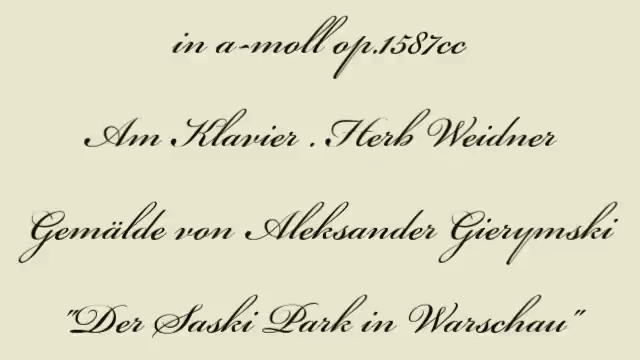 in a-moll op.1587cc
Am Klavier . Herb Weidner
Gemälde von Aleksander Gierymski
"Der Saski Park in Warschau"